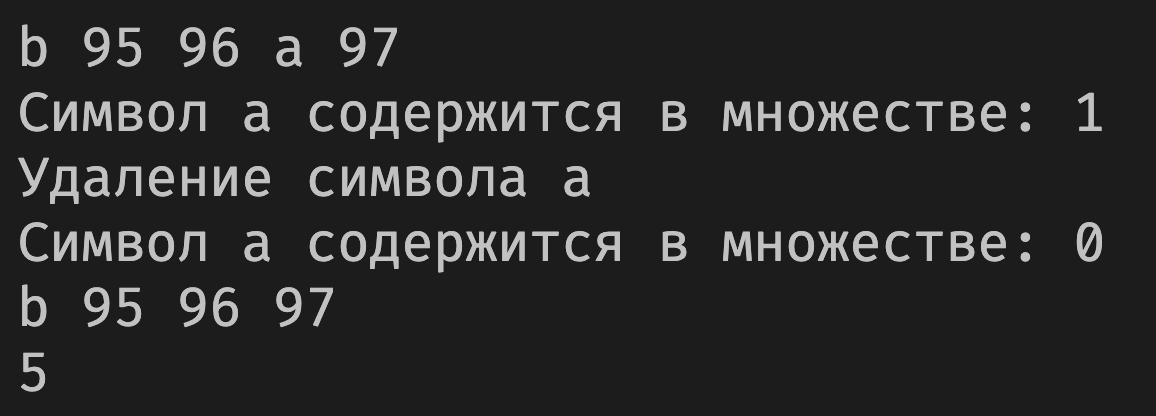 b 95 96 a 97
Символ a содержится в множестве: 1
Удаление символа a
Символ a содержится в множестве: 0
b 95 96 97
5